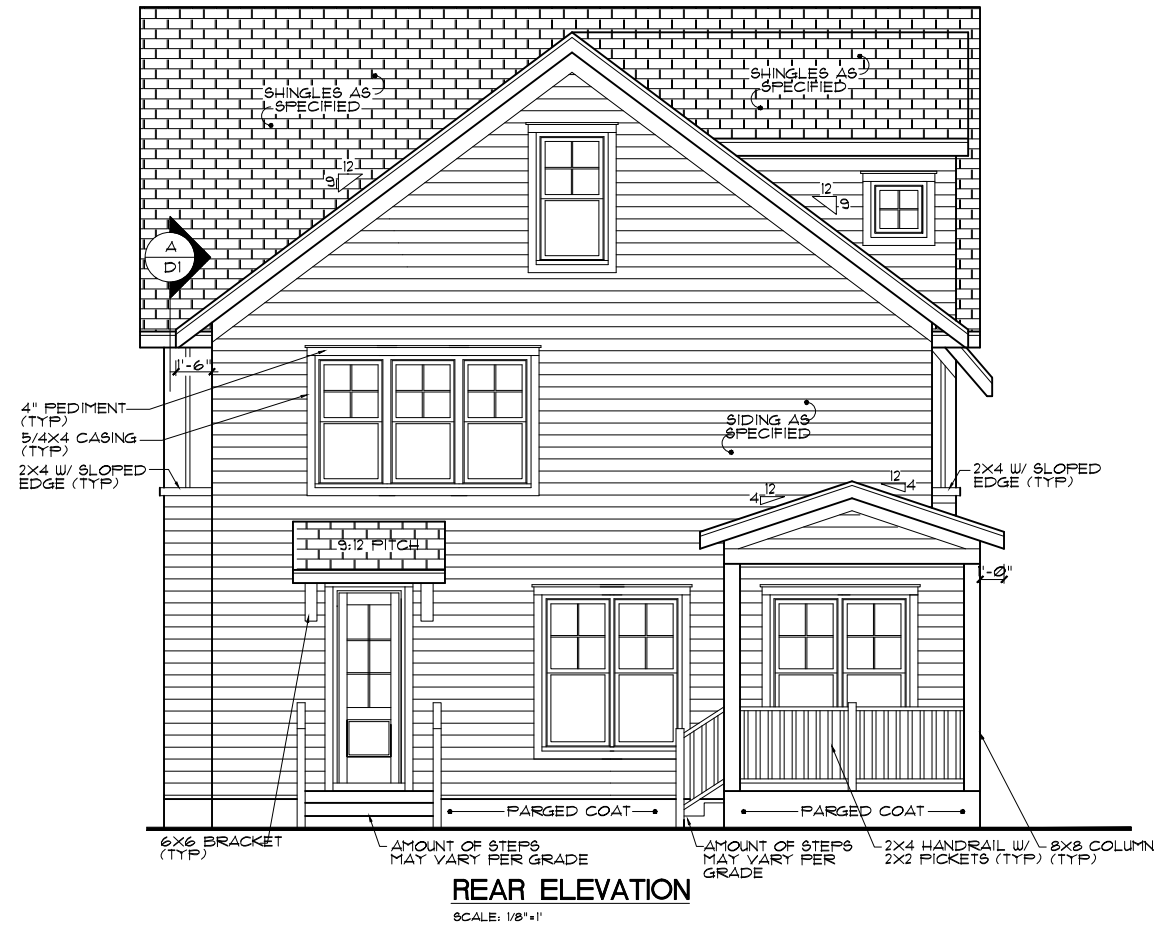 SHINGLES AS
SPECIFIED
SHINGLES AS
SPECIFIED
12
9
12
9
A
D1
1'-6"
4" PEDIMENT
(TYP)
5/4X4 CASING
(TYP)
2X4 W/ SLOPED
EDGE (TYP)
SIDING AS
SPECIFIED
2X4 W/ SLOPED
EDGE (TYP)
12
4
12
4
9:12 PITCH
1'-0"
PARGED COAT
PARGED COAT
6X6 BRACKET
(TYP)
AMOUNT OF STEPS
MAY VARY PER GRADE
AMOUNT OF STEPS
MAY VARY PER
GRADE
2X4 HANDRAIL W/
2X2 PICKETS (TYP)
8X8 COLUMN
(TYP)
REAR ELEVATION
SCALE: 1/8"=1'